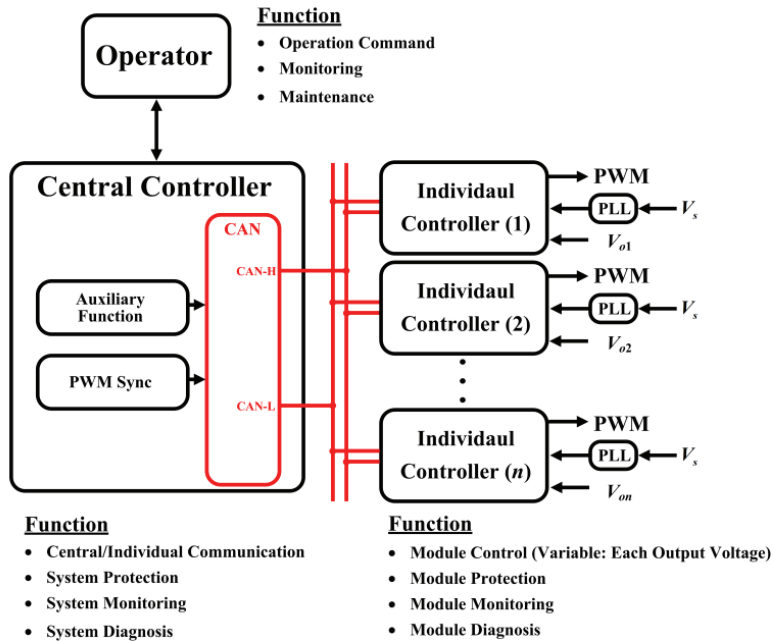 Function
Operator
• Operation Command
• Monitoring
• Maintenance
Central Controller
CAN
CAN-H
Auxiliary
Function
PWM Sync
CAN-L
Individaul
Controller (1)
PWM
PLL
Vs
Vo1
Individaul
Controller (2)
PWM
PLL
Vs
Vo2
Individaul
Controller (n)
PWM
PLL
Vs
Von
Function
• Central/Individual Communication
• System Protection
• System Monitoring
• System Diagnosis
Function
• Module Control (Variable: Each Output Voltage)
• Module Protection
• Module Monitoring
• Module Diagnosis